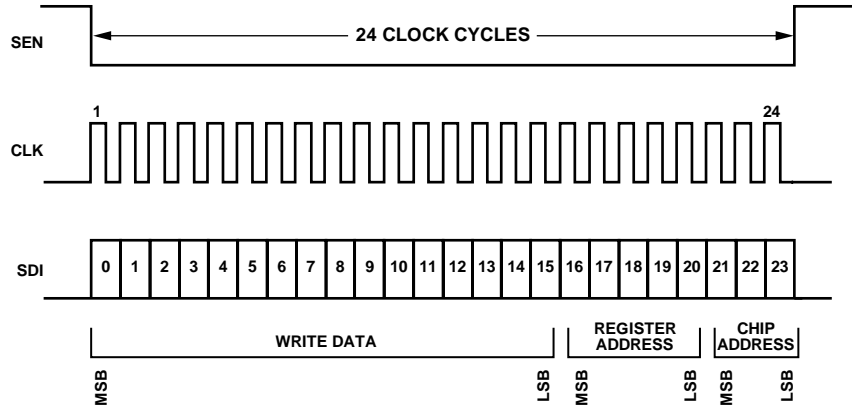 SEN
24 CLOCK CYCLES
1
24
CLK
SDI
0 1 2 3 4 5 6 7 8 9 10 11 12 13 14 15 16 17 18 19 20 21 22 23
WRITE DATA
REGISTER
ADDRESS
CHIP
ADDRESS
MSB
LSB
MSB
LSB
MSB
LSB